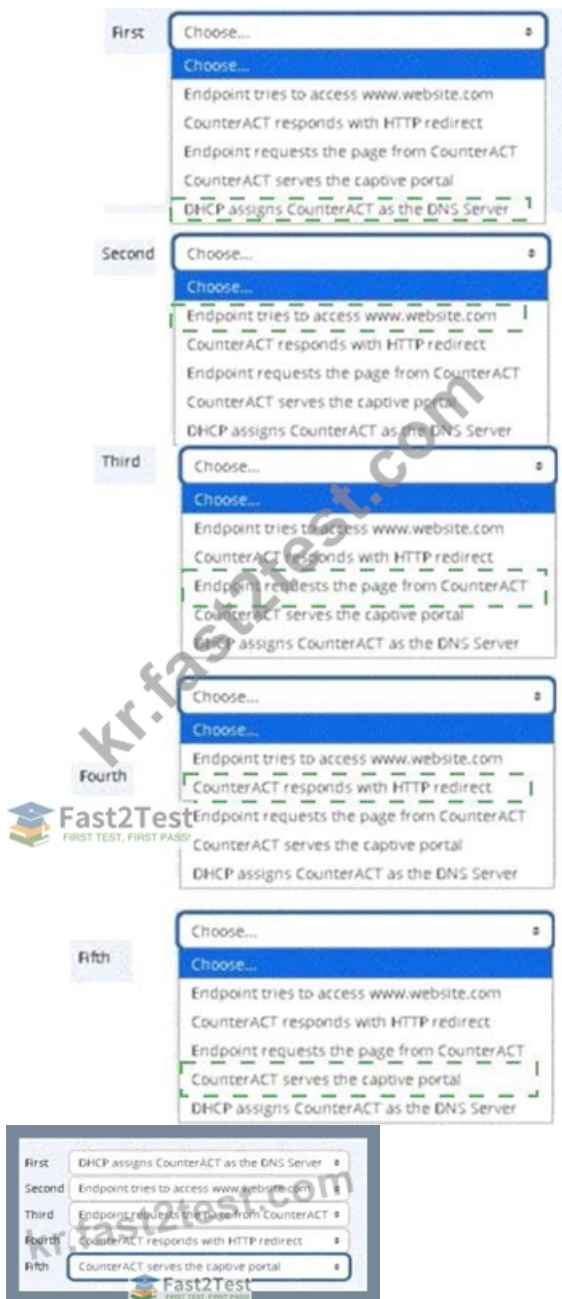 First
Choose...
Choose...
Endpoint tries to access www.website.com
CounterACT responds with HTTP redirect
Endpoint requests the page from CounterACT
CounterACT serves the captive portal
DHCP assigns CounterACT as the DNS Server
Second
Choose...
Choose...
Endpoint tries to access www.website.com
CounterACT responds with HTTP redirect
Endpoint requests the page from CounterACT
CounterACT serves the captive portal
DHCP assigns CounterACT as the DNS Server
Third
Choose...
Choose...
Endpoint tries to access www.website.com
CounterACT responds with HTTP redirect
Endpoint requests the page from CounterACT
CounterACT serves the captive portal
DHCP assigns CounterACT as the DNS Server
kr.fast2test.com
Choose...
Choose...
Endpoint tries to access www.website.com
Fourth
CounterACT responds with HTTP redirect
Endpoint requests the page from CounterACT
CounterACT serves the captive portal
DHCP assigns CounterACT as the DNS Server
Fast2Test
FIRST TEST, FIRST PASS!
Choose...
Fifth
Choose...
Endpoint tries to access www.website.com
CounterACT responds with HTTP redirect
Endpoint requests the page from CounterACT
CounterACT serves the captive portal
DHCP assigns CounterACT as the DNS Server
First DHCP assigns CounterACT as the DNS Server
Second Endpoint tries to access www.website.com
Third Endpoint requests the page from CounterACT
Fourth CounterACT responds with HTTP redirect
Fifth CounterACT serves the captive portal
kr.fast2test.com
Fast2Test
FIRST TEST, FIRST PASS!